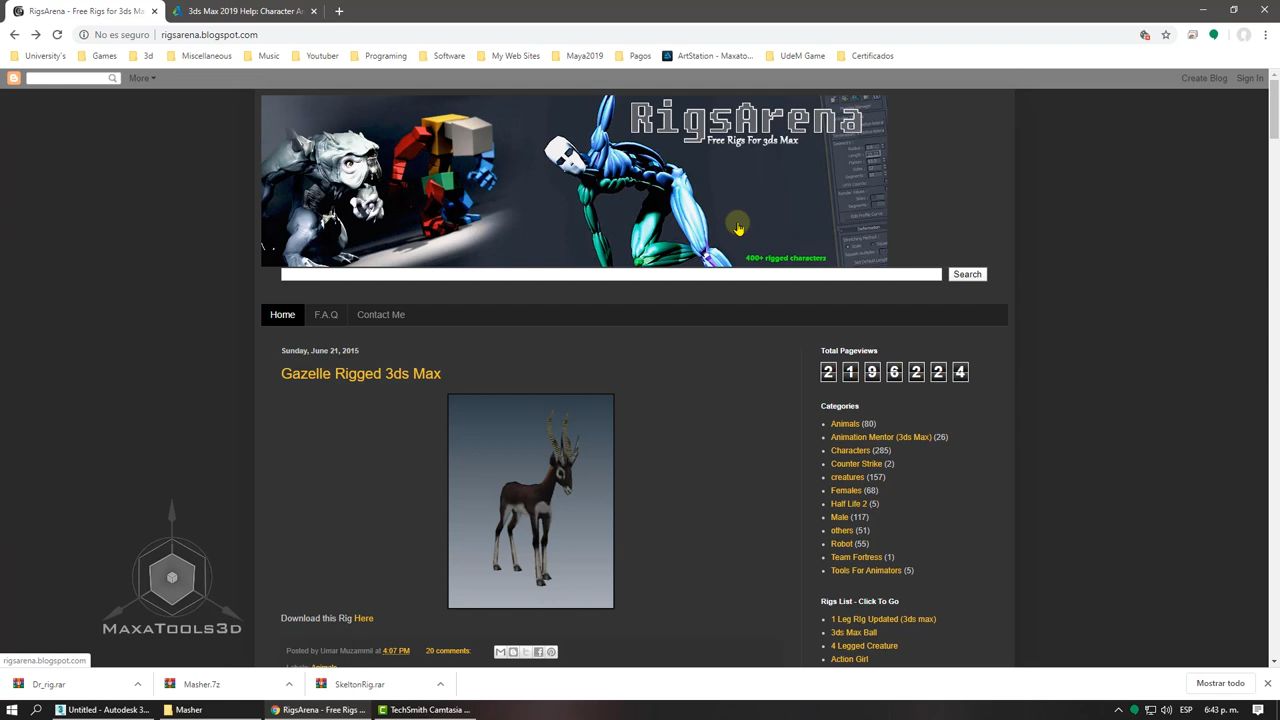 RigsArena - Free Rigs for 3ds M
3ds Max 2019 Help: Character A
No es seguro
rigsarena.blogspot.com
University's
Games
3d
Miscellaneous
Music
Youtuber
Programing
Software
My Web Sites
Maya2019
Pagos
ArtStation - Maxato...
UdeM Game
Certificados
More
Create Blog
Sign In
RigsArena
Free Rigs For 3ds Max
400+ rigged characters
Search
Home
F.A.Q
Contact Me
Sunday, June 21, 2015
Gazelle Rigged 3ds Max
Download this Rig Here
Posted by Umar Muzammil at 4:07 PM
20 comments:
Labels: Animals
Total Pageviews
2196224
Categories
Animals (80)
Animation Mentor (3ds Max) (26)
Characters (285)
Counter Strike (2)
creatures (157)
Females (68)
Half Life 2 (5)
Male (117)
others (51)
Robot (55)
Team Fortress (1)
Tools For Animators (5)
Rigs List - Click To Go
1 Leg Rig Updated (3ds max)
3ds Max Ball
4 Legged Creature
Action Girl
MAXATOOLS3D
rigsarena.blogspot.com
Dr_rig.rar
Masher.7z
SkeltonRig.rar
Mostrar todo
Untitled - Autodesk 3...
Masher
RigsArena - Free Rigs ...
TechSmith Camtasia ...
ESP
6:43 p. m.